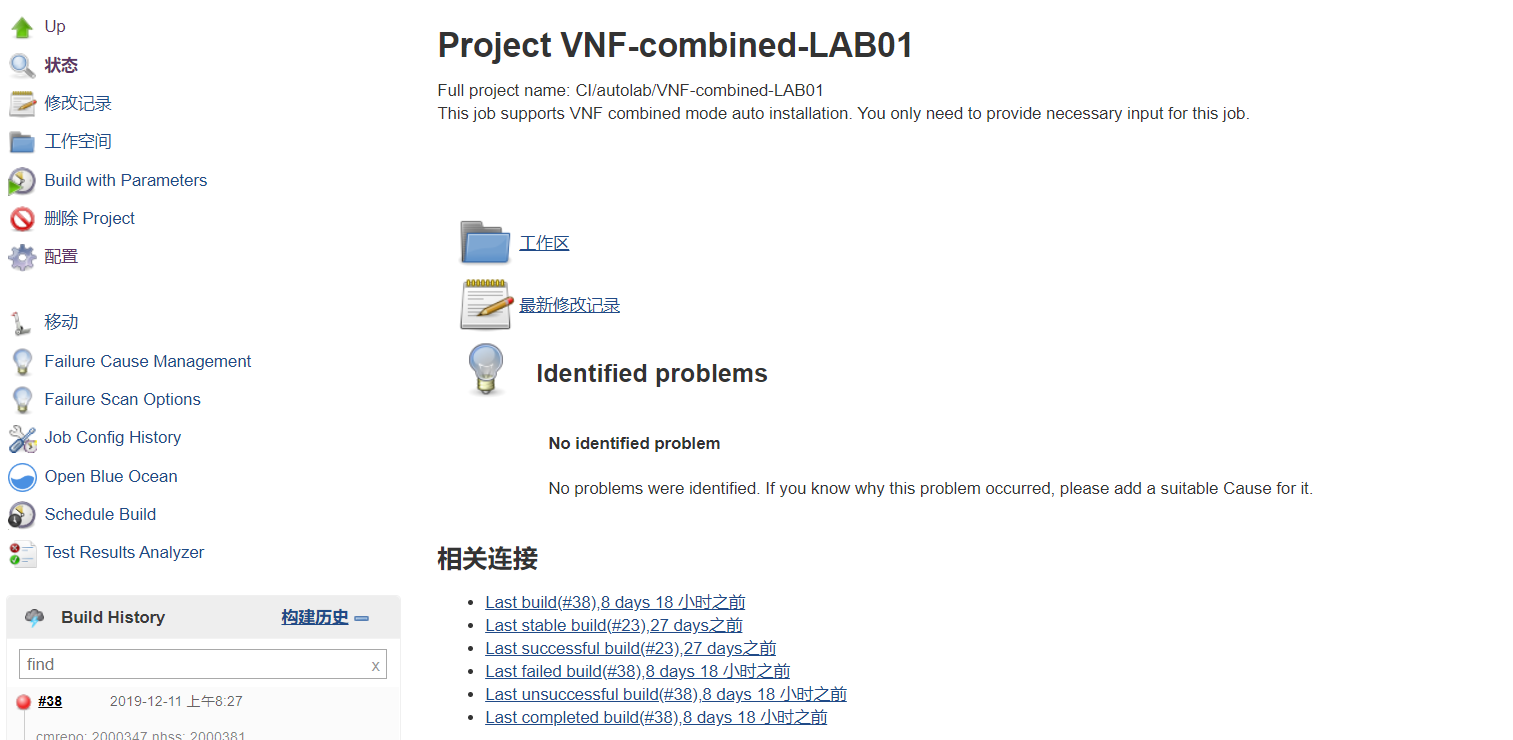 Up
状态
修改记录
工作空间
Build with Parameters
删除 Project
配置
移动
Failure Cause Management
Failure Scan Options
Job Config History
Open Blue Ocean
Schedule Build
Test Results Analyzer
Build History 构建历史
find x
#38 2019-12-11 上午8:27
cmrepo: 2000347 nhss: 2000381
Project VNF-combined-LAB01
Full project name: CI/autolab/VNF-combined-LAB01
This job supports VNF combined mode auto installation. You only need to provide necessary input for this job.
工作区
最新修改记录
Identified problems
No identified problem
No problems were identified. If you know why this problem occurred, please add a suitable Cause for it.
相关连接
Last build(#38),8 days 18 小时之前
Last stable build(#23),27 days之前
Last successful build(#23),27 days之前
Last failed build(#38),8 days 18 小时之前
Last unsuccessful build(#38),8 days 18 小时之前
Last completed build(#38),8 days 18 小时之前